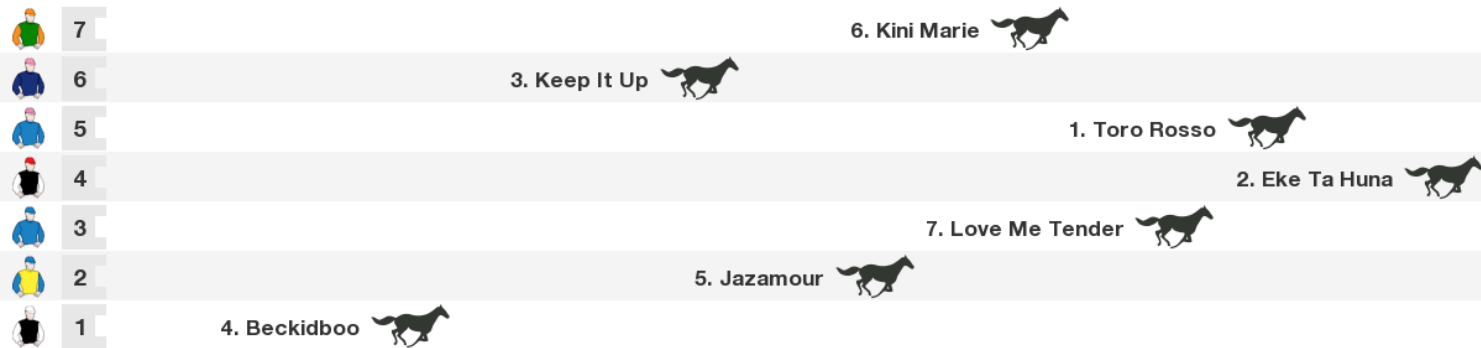 7 6. Kini Marie
6 3. Keep It Up
5 1. Toro Rosso
4 2. Eke Ta Huna
3 7. Love Me Tender
2 5. Jazamour
1 4. Beckidboo